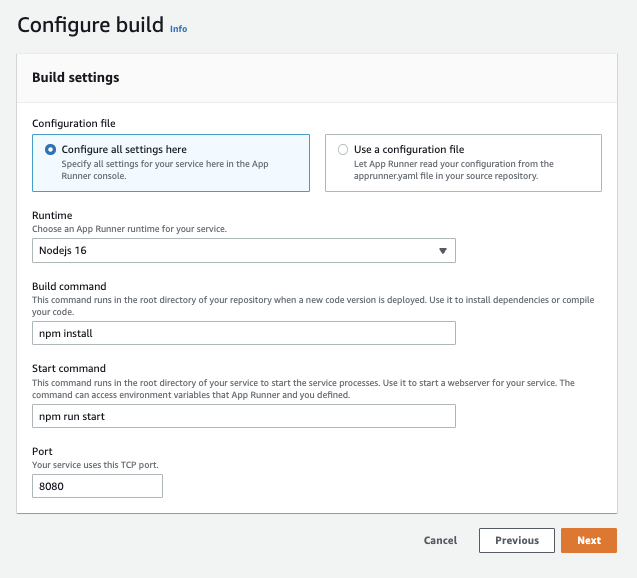 Configure build Info
Build settings
Configuration file
Configure all settings here
Specify all settings for your service here in the App
Runner console.
Use a configuration file
Let App Runner read your configuration from the
apprunner.yaml file in your source repository.
Runtime
Choose an App Runner runtime for your service.
Nodejs 16
Build command
This command runs in the root directory of your repository when a new code version is deployed. Use it to install dependencies or compile
your code.
npm install
Start command
This command runs in the root directory of your service to start the service processes. Use it to start a webserver for your service. The
command can access environment variables that App Runner and you defined.
npm run start
Port
Your service uses this TCP port.
8080
Cancel
Previous
Next